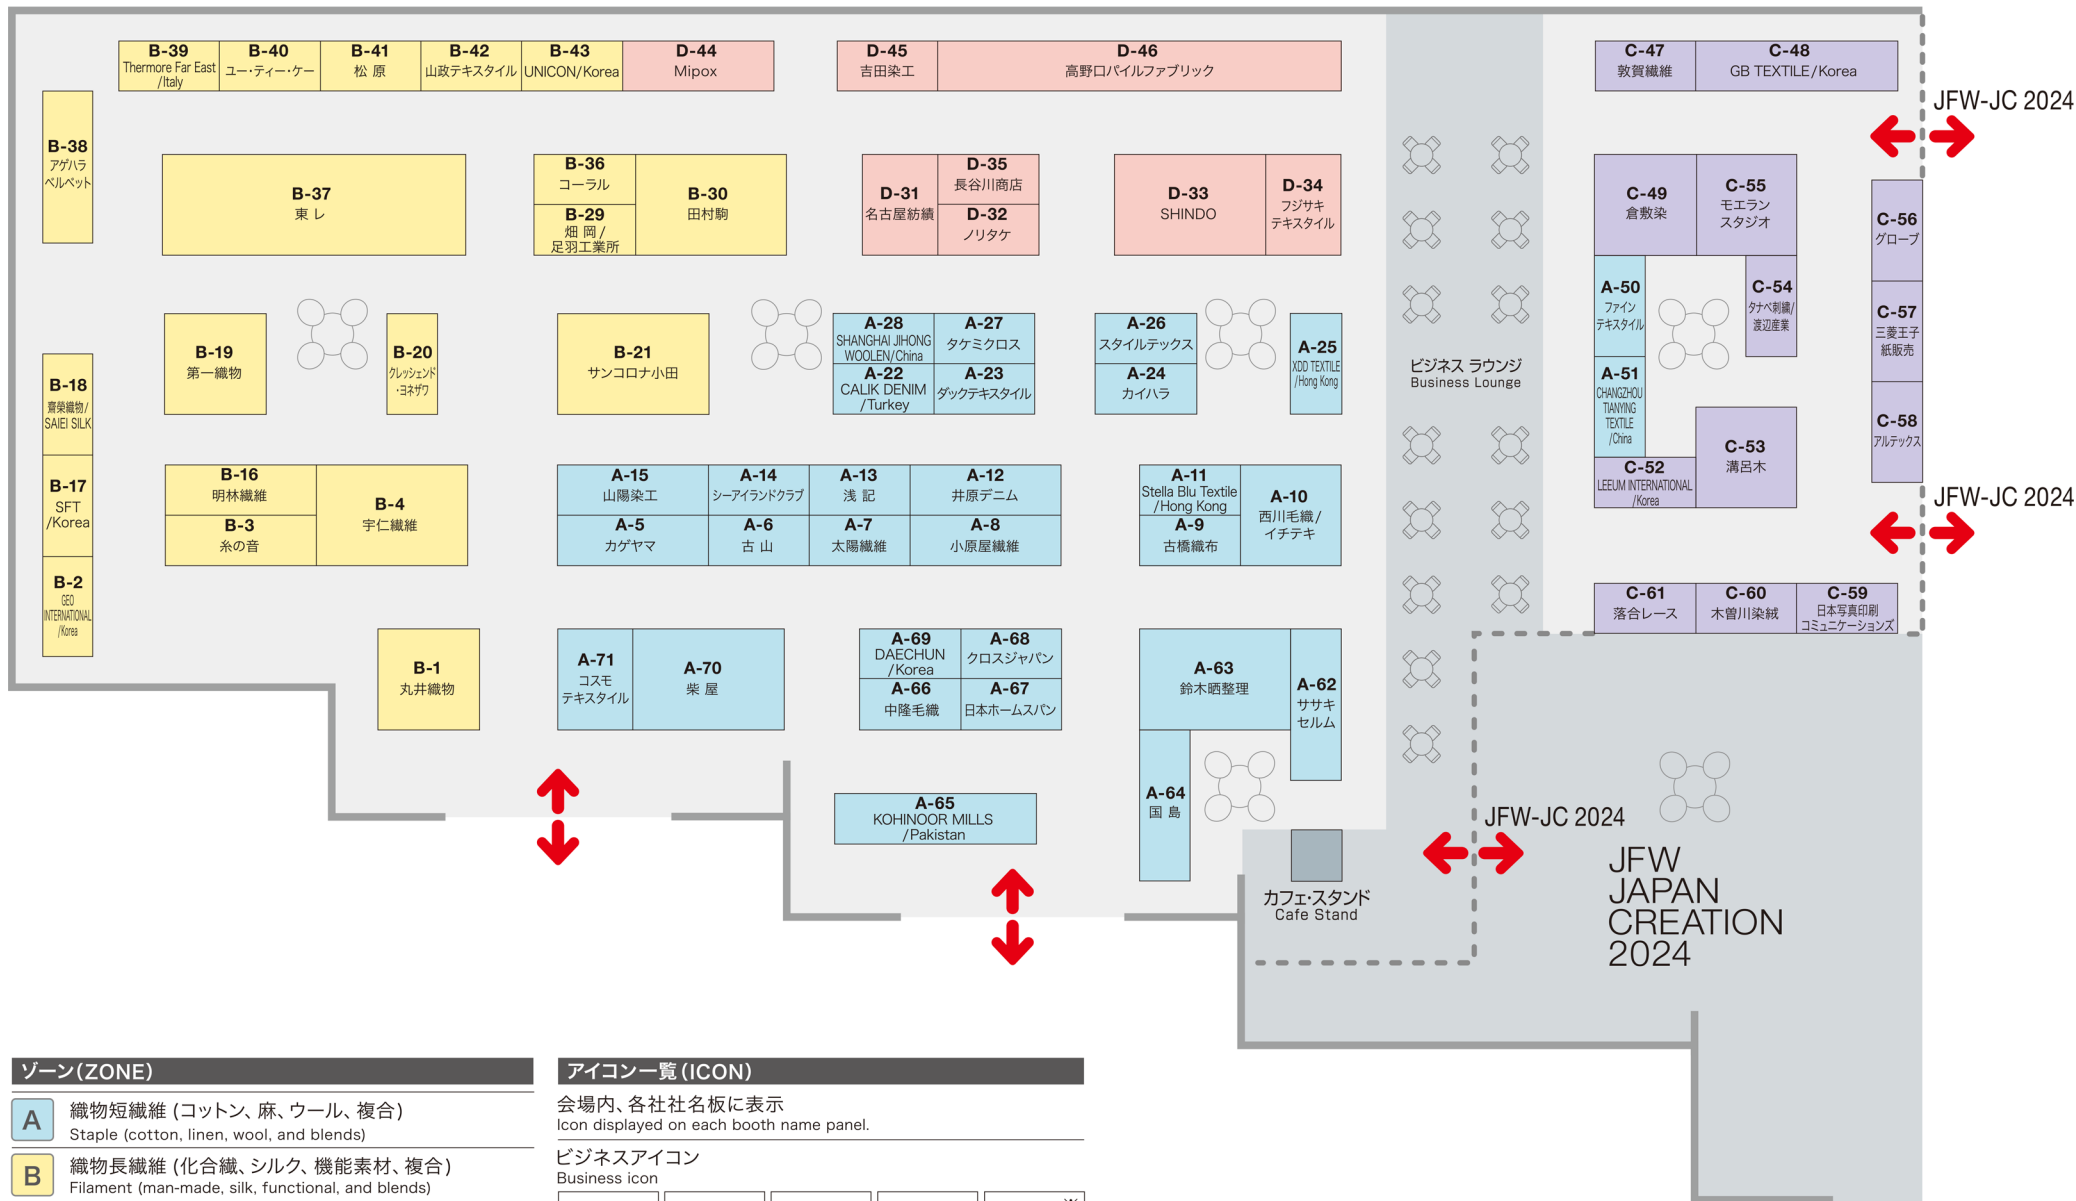 B-39
Thermore Far East
/Italy
B-40
ユー・ティー・ケー
B-41
松 原
B-42
山政テキスタイル
B-43
UNICON/Korea
D-44
Mipox
D-45
吉田染工
D-46
高野口パイルファブリック
C-47
敦賀繊維
C-48
GB TEXTILE/Korea
JFW-JC 2024
B-38
アゲハラ
ベルベット
B-37
東 レ
B-36
コーラル
B-29
畑 岡/
足羽工業所
B-30
田村駒
D-31
名古屋紡績
D-35
長谷川商店
D-32
ノリタケ
D-33
SHINDO
D-34
フジサキ
テキスタイル
C-49
倉敷染
C-55
モエラン
スタジオ
C-56
グローブ
A-50
ファイン
テキスタイル
C-54
タナベ刺繍/
渡辺産業
C-57
三菱王子
紙販売
B-19
第一織物
B-20
クレッシェンド
・ヨネザワ
B-21
サンコロナ小田
A-28
SHANGHAI JIHONG
WOOLEN/China
A-27
タケミクロス
A-22
CALIK DENIM
/Turkey
A-23
ダックテキスタイル
A-26
スタイルテックス
A-24
カイハラ
A-25
XDD TEXTILE
/Hong Kong
ビジネス ラウンジ
Business Lounge
A-51
CHANGZHOU
TIANYING
TEXTILE
/China
C-58
アルテックス
C-53
溝呂木
C-52
LEEUM INTERNATIONAL
/Korea
JFW-JC 2024
B-18
齋榮織物/
SAIEI SILK
B-17
SFT
/Korea
B-2
GEO
INTERNATIONAL
/Korea
B-16
明林繊維
B-3
糸の音
B-4
宇仁繊維
A-15
山陽染工
A-14
シーアイランドクラブ
A-13
浅 記
A-12
井原デニム
A-5
カゲヤマ
A-6
古 山
A-7
太陽繊維
A-8
小原屋繊維
A-11
Stella Blu Textile
/Hong Kong
A-9
古橋織布
A-10
西川毛織/
イチテキ
C-61
落合レース
C-60
木曽川染絨
C-59
日本写真印刷
コミュニケーションズ
B-1
丸井織物
A-71
コスモ
テキスタイル
A-70
柴 屋
A-69
DAECHUN
/Korea
A-68
クロスジャパン
A-66
中隆毛織
A-67
日本ホームスパン
A-63
鈴木晒整理
A-62
ササキ
セルム
A-64
国 島
A-65
KOHINOOR MILLS
/Pakistan
カフェ・スタンド
Cafe Stand
JFW-JC 2024
JFW
JAPAN
CREATION
2024
ゾーン(ZONE)
A
織物短繊維 (コットン、麻、ウール、複合)
Staple (cotton, linen, wool, and blends)
B
織物長繊維 (化合繊、シルク、機能素材、複合)
Filament (man-made, silk, functional, and blends)
アイコン一覧(ICON)
会場内、各社社名板に表示
Icon displayed on each booth name panel.
ビジネスアイコン
Business icon